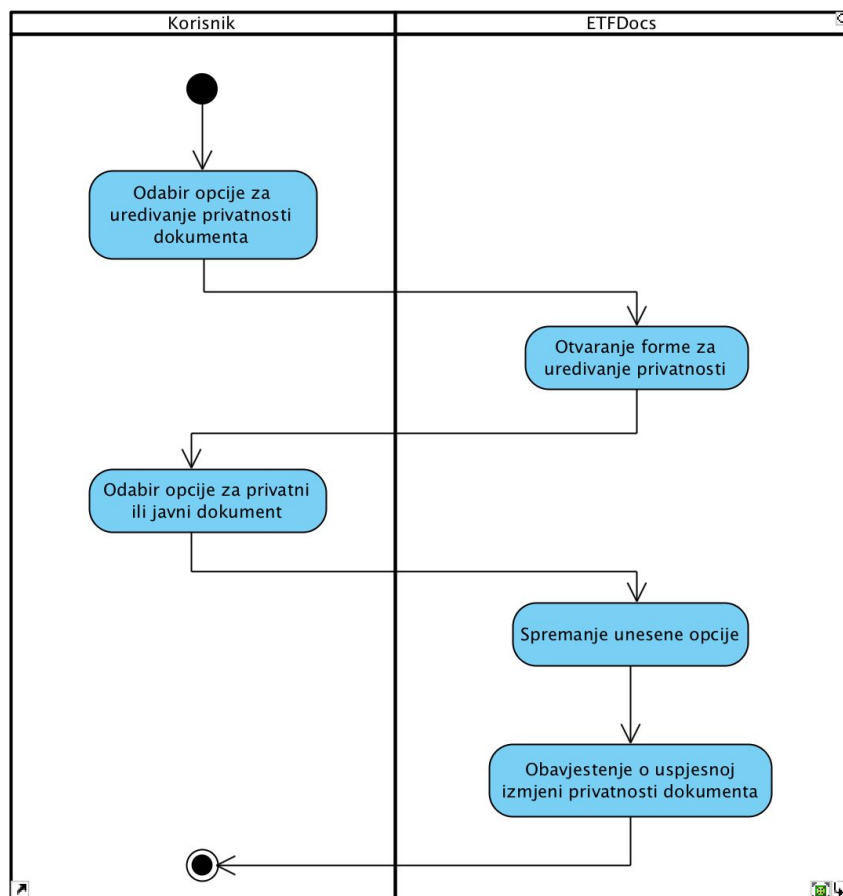 Korisnik
ETFDocs
Odabir opcije za
uredivanje privatnosti
dokumenta
Otvaranje forme za
uredivanje privatnosti
Odabir opcije za privatni
ili javni dokument
Spremanje unesene opcije
Obavjestenje o uspjesnoj
izmjeni privatnosti dokumenta